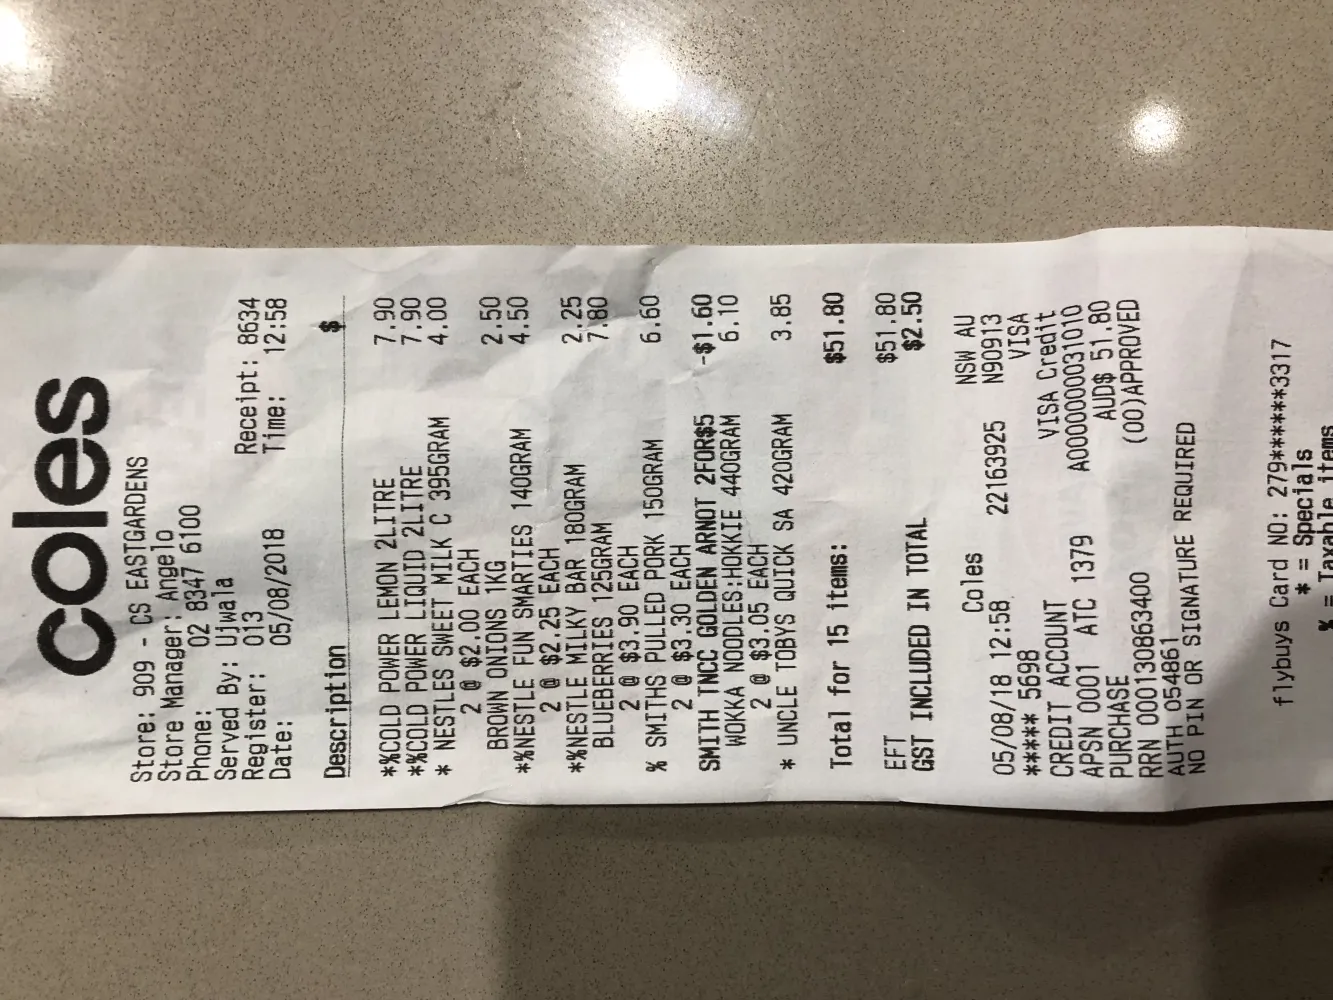 coles
Store: 909 - CS EASTGARDENS
Store Manager: Angelo
Phone: 02 8347 6100
Served By: Ujwala
Register: 013 Receipt: 8634
Date: 05/08/2018 Time: 12:58
Description $
*%COLD POWER LEMON 2LITRE 7.90
*%COLD POWER LIQUID 2LITRE 7.90
* NESTLES SWEET MILK C 395GRAM 4.00
2 @ $2.00 EACH
BROWN ONIONS 1KG 2.50
*%NESTLE FUN SMARTIES 140GRAM 4.50
2 @ $2.25 EACH
*%NESTLE MILKY BAR 180GRAM 2.25
BLUEBERRIES 125GRAM 7.80
2 @ $3.90 EACH
% SMITHS PULLED PORK 150GRAM 6.60
2 @ $3.30 EACH
SMITH TNCC GOLDEN ARNOT 2FOR$5 -$1.60
WOKKA NOODLES:HOKKIE 440GRAM 6.10
2 @ $3.05 EACH
* UNCLE TOBYS QUICK SA 420GRAM 3.85
Total for 15 items: $51.80
EFT $51.80
GST INCLUDED IN TOTAL $2.50
Coles NSW AU
05/08/18 12:58 22163925 N90913
***** 5698 VISA
CREDIT ACCOUNT VISA Credit
APSN 0001 ATC 1379 A0000000031010
PURCHASE AUD$ 51.80
RRN 000130863400 (00)APPROVED
AUTH 054861
NO PIN OR SIGNATURE REQUIRED
flybuys Card NO: 279******3317
* = Specials
% = Taxable items